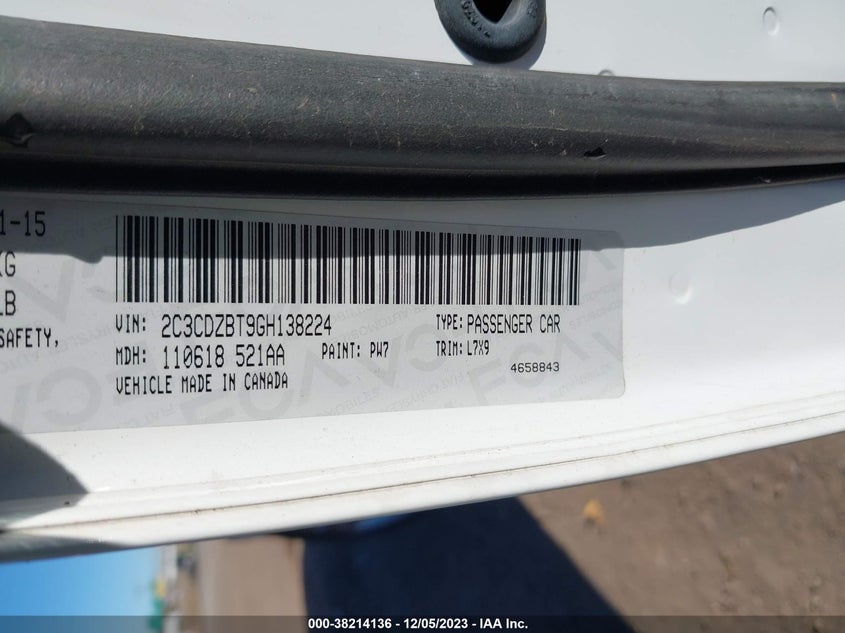 1-15
KG
LB
SAFETY,
VIN: 2C3CDZBT9GH138224 TYPE: PASSENGER CAR
MDH: 110618 521AA PAINT: PW7 TRIM: L7X9
VEHICLE MADE IN CANADA 4658843
000-38214136 - 12/05/2023 - IAA Inc.